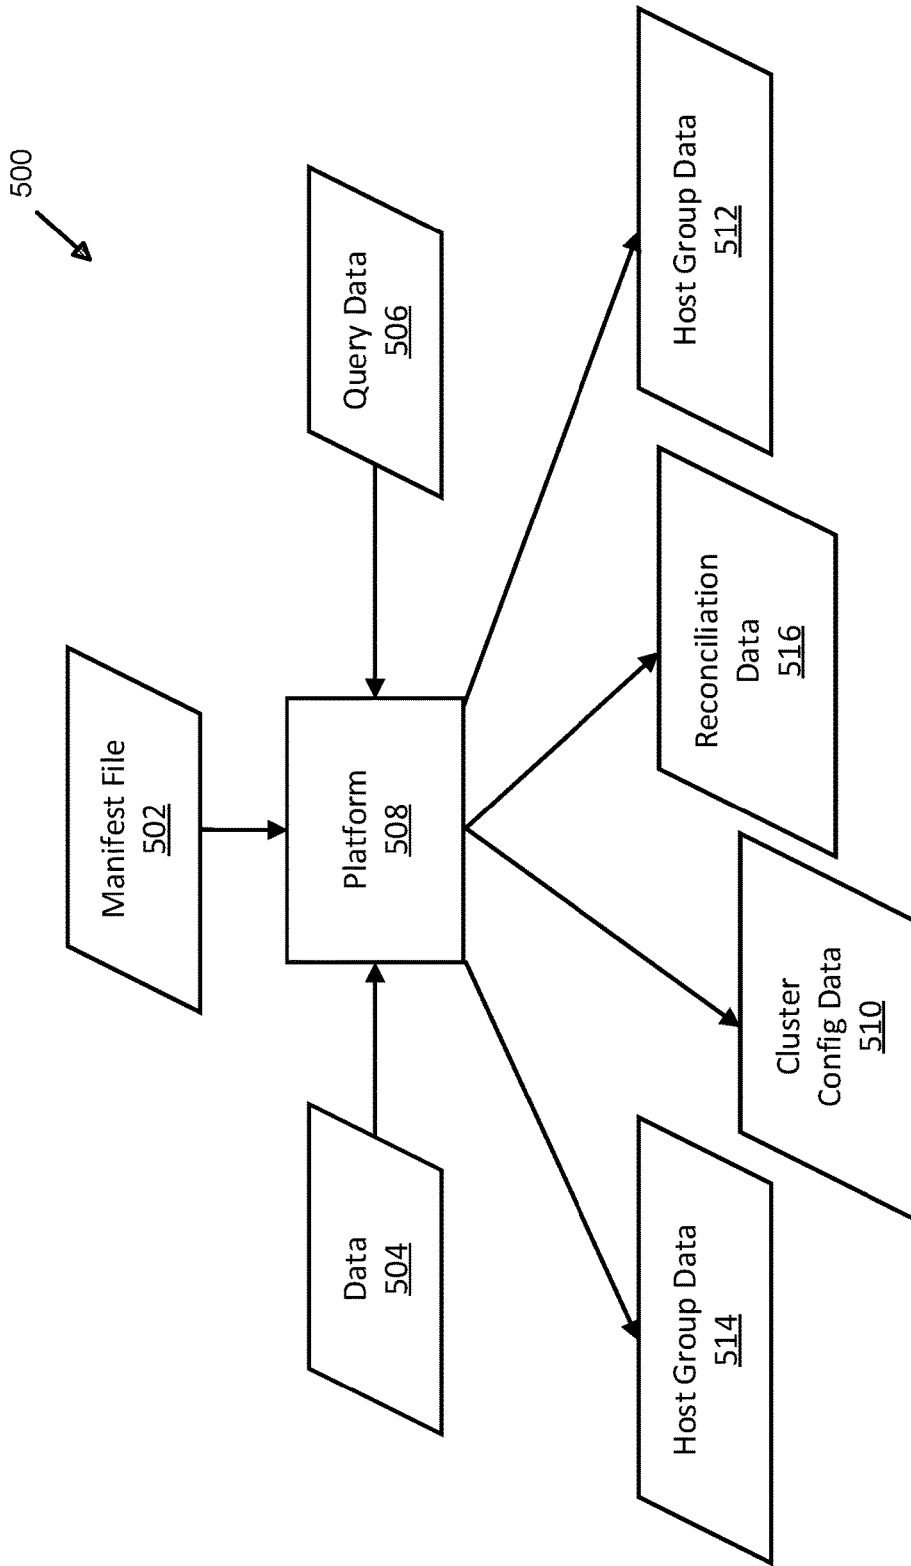 500
Manifest File
502
Data
504
Platform
508
Query Data
506
Host Group Data
514
Cluster
Config Data
510
Reconciliation
Data
516
Host Group Data
512